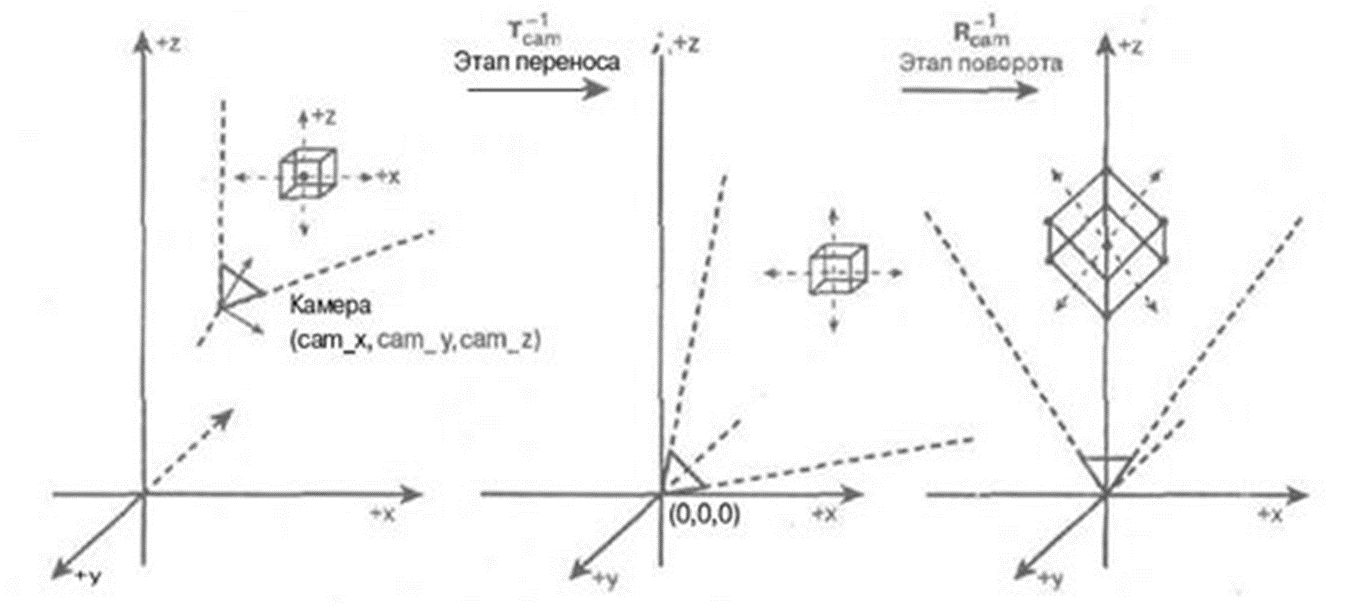 +z
+z
+x
Камера
(cam_x, cam_y, cam_z)
+x
+y
T⁻¹cam
Этап переноса
+z
(0,0,0)
+x
+y
R⁻¹cam
Этап поворота
+z
+x
+y